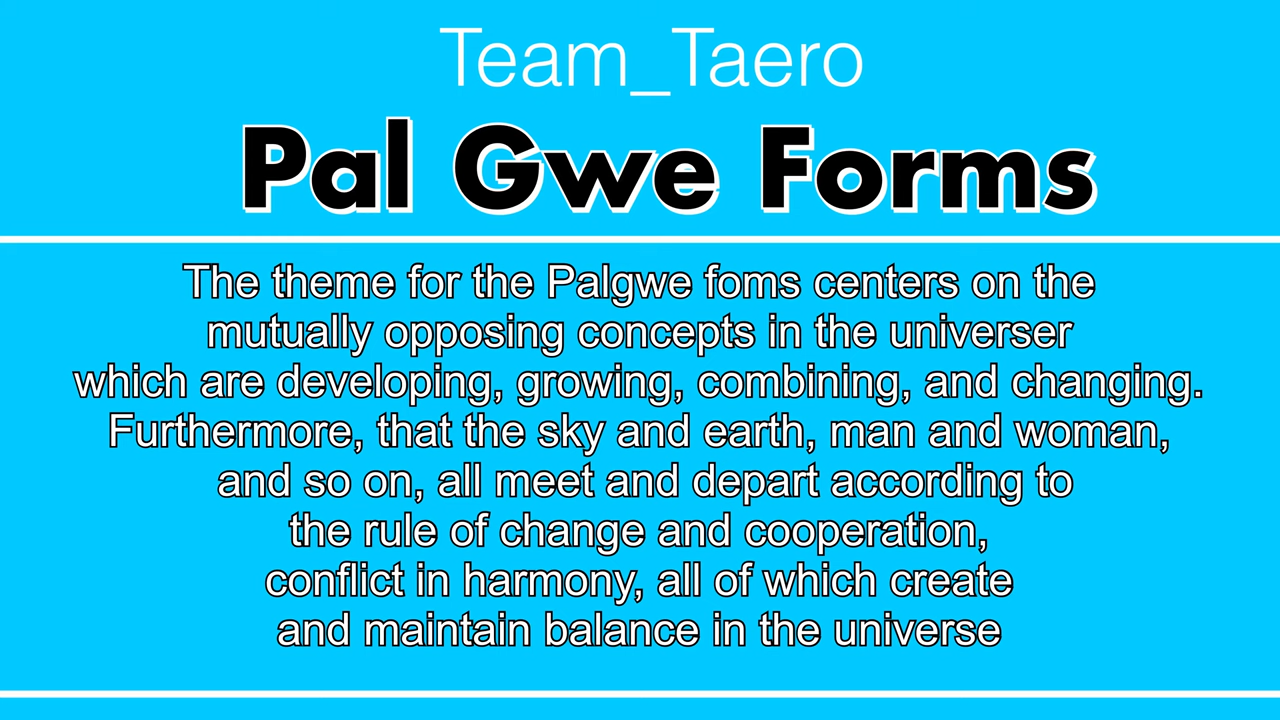 Team_Taero
Pal Gwe Forms
The theme for the Palgwe foms centers on the
mutually opposing concepts in the universer
which are developing, growing, combining, and changing.
Furthermore, that the sky and earth, man and woman,
and so on, all meet and depart according to
the rule of change and cooperation,
conflict in harmony, all of which create
and maintain balance in the universe